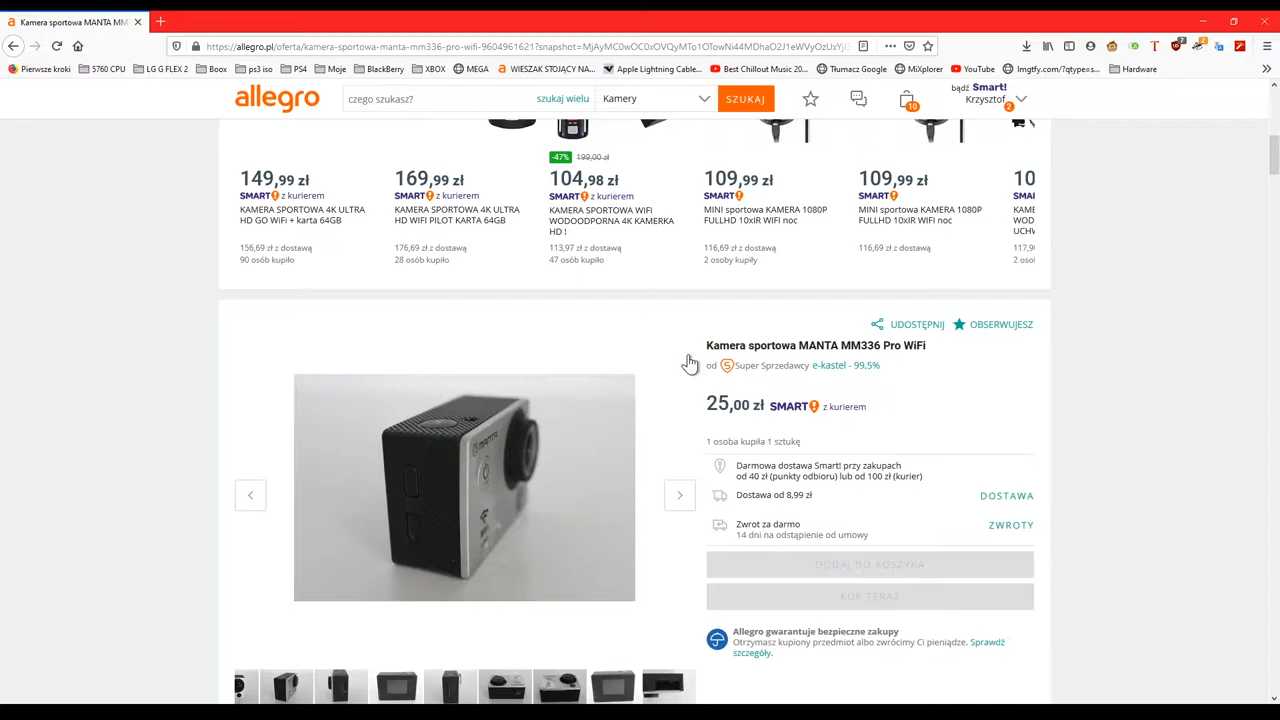 Kamera sportowa MANTA MM
https://allegro.pl/oferta/kamera-sportowa-manta-mm336-pro-wifi-9604961621?snapshot=
Pierwsze kroki 5760 CPU LG G FLEX 2 Boox ps3 iso PS4 Moje BlackBerry XBOX MEGA WIESZAK STOJĄCY NA... Apple Lightning Cable... Best Chillout Music 20... Tłumacz Google MiXplorer YouTube lmgtfy.com/?qtype=s... Hardware
allegro czego szukasz? szukaj wielu Kamery SZUKAJ 10 bądź Smart! Krzysztof 2
-47% 199,00 zł
149,99 zł 169,99 zł 104,98 zł 109,99 zł 109,99 zł 10
SMART! z kurierem SMART! z kurierem SMART! z kurierem SMART! SMART!
KAMERA SPORTOWA 4K ULTRA HD GO WIFI + karta 64GB
156,69 zł z dostawą
90 osób kupiło
KAMERA SPORTOWA 4K ULTRA HD WIFI PILOT KARTA 64GB
176,69 zł z dostawą
28 osób kupiło
KAMERA SPORTOWA WIFI WODOODPORNA 4K KAMERKA HD !
113,97 zł z dostawą
47 osób kupiło
MINI sportowa KAMERA 1080P FULLHD 10xIR WIFI noc
116,69 zł z dostawą
2 osoby kupiły
MINI sportowa KAMERA 1080P FULLHD 10xIR WIFI noc
116,69 zł z dostawą
UDOSTĘPNIJ OBSERWUJESZ
Kamera sportowa MANTA MM336 Pro WiFi
od Super Sprzedawcy e-kastel - 99,5%
25,00 zł SMART! z kurierem
1 osoba kupiła 1 sztukę
Darmowa dostawa Smart! przy zakupach
od 40 zł (punkty odbioru) lub od 100 zł (kurier)
Dostawa od 8,99 zł DOSTAWA
Zwrot za darmo ZWROTY
14 dni na odstąpienie od umowy
DODAJ DO KOSZYKA
KUP TERAZ
Allegro gwarantuje bezpieczne zakupy
Otrzymasz kupiony przedmiot albo zwrócimy Ci pieniądze. Sprawdź
szczegóły.
MANTA